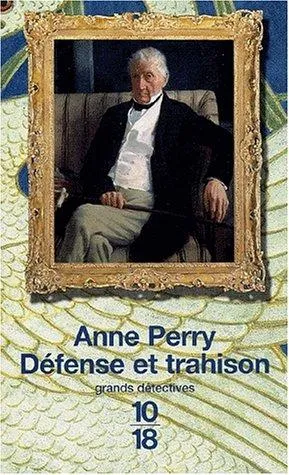 Anne Perry
Défense et trahison
grands détectives
10
18